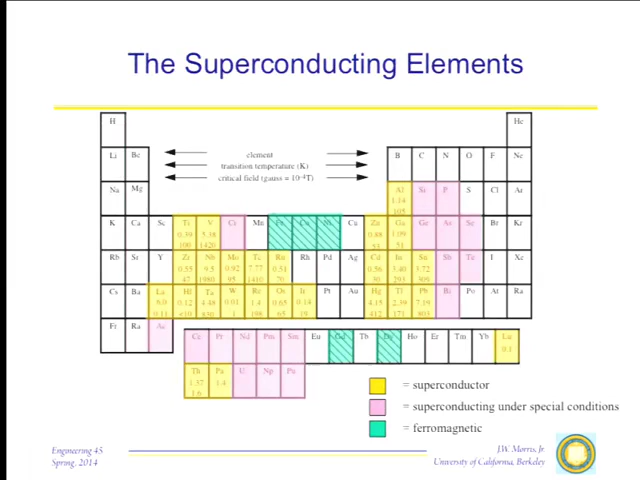 The Superconducting Elements
H He
Li Be element B C N O F Ne
transition temperature (K)
critical field (gauss = 10⁻⁴T)
Na Mg Al Si P S Cl Ar
1.14
105
K Ca Sc Ti V Cr Mn Fe Co Ni Cu Zn Ga Ge As Se Br Kr
0.39 5.38 0.88 1.09
100 1420 53 51
Rb Sr Y Zr Nb Mo Tc Ru Rh Pd Ag Cd In Sn Sb Te I Xe
0.55 9.5 0.92 7.77 0.51 0.56 3.40 3.72
47 1980 95 1410 70 30 293 309
Cs Ba La Hf Ta W Re Os Ir Pt Au Hg Tl Pb Bi Po At Ra
6.0 0.12 4.48 0.01 1.4 0.65 0.14 4.15 2.39 7.19
0.11 <10 830 1 198 65 19 412 171 803
Fr Ra Ac
Ce Pr Nd Pm Sm Eu Gd Tb Dy Ho Er Tm Yb Lu
0.1
Th Pa U Np Pu
1.37 1.4
1.6
= superconductor
= superconducting under special conditions
= ferromagnetic
Engineering 45
Spring, 2014
J.W. Morris, Jr
University of California, Berkeley